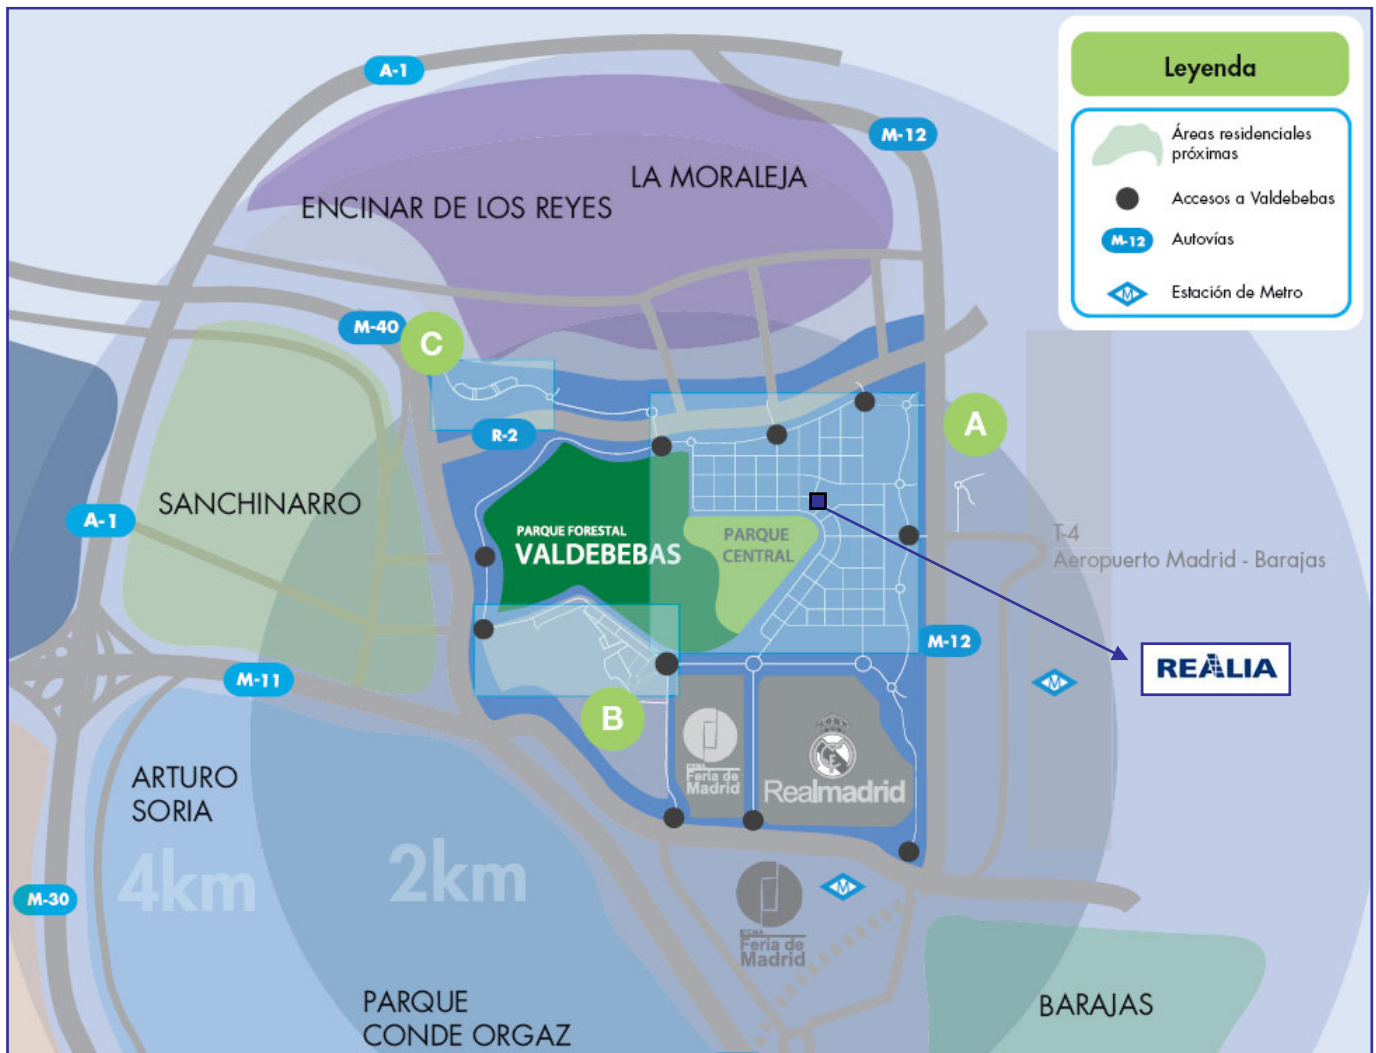 A-1
Leyenda
M-12
Áreas residenciales
próximas
LA MORALEJA
ENCINAR DE LOS REYES
Accesos a Valdebebas
M-12
Autovías
M
Estación de Metro
M-40
C
A
R-2
SANCHINARRO
A-1
PARQUE FORESTAL
VALDEBEBAS
PARQUE
CENTRAL
T-4
Aeropuerto Madrid - Barajas
M-12
REALIA
M-11
M
B
ARTURO
SORIA
IFEMA
Feria de
Madrid
Realmadrid
4km
2km
M-30
M
IFEMA
Feria de
Madrid
PARQUE
CONDE ORGAZ
BARAJAS